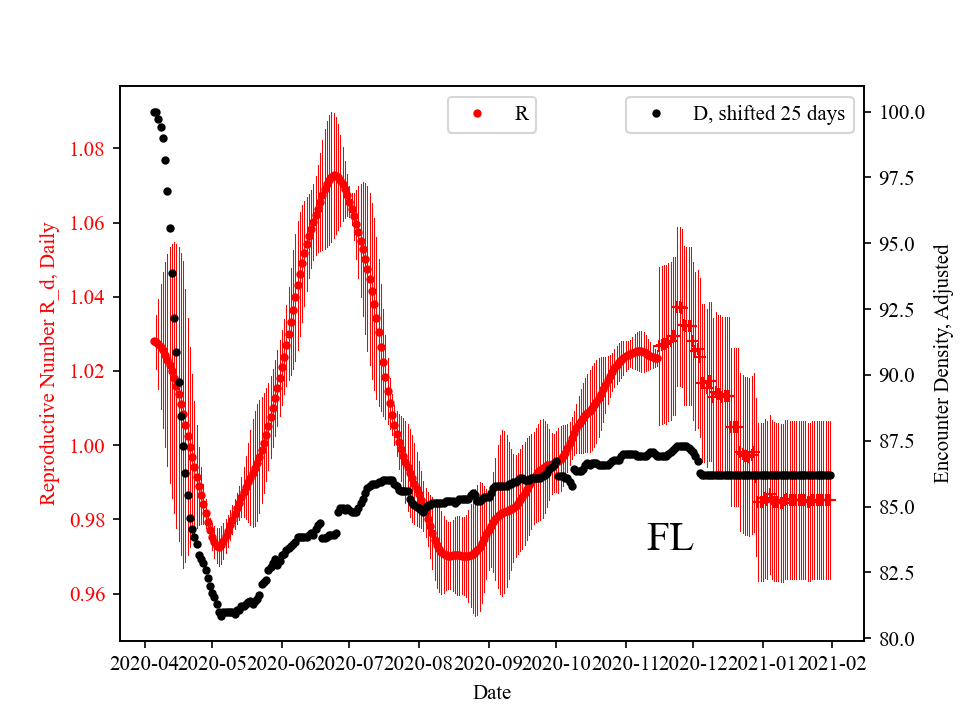 R
D, shifted 25 days
1.08
1.06
1.04
1.02
1.00
0.98
0.96
Reproductive Number R_d, Daily
100.0
97.5
95.0
92.5
90.0
87.5
85.0
82.5
80.0
Encounter Density, Adjusted
FL
2020-04 2020-05 2020-06 2020-07 2020-08 2020-09 2020-10 2020-11 2020-12 2021-01 2021-02
Date